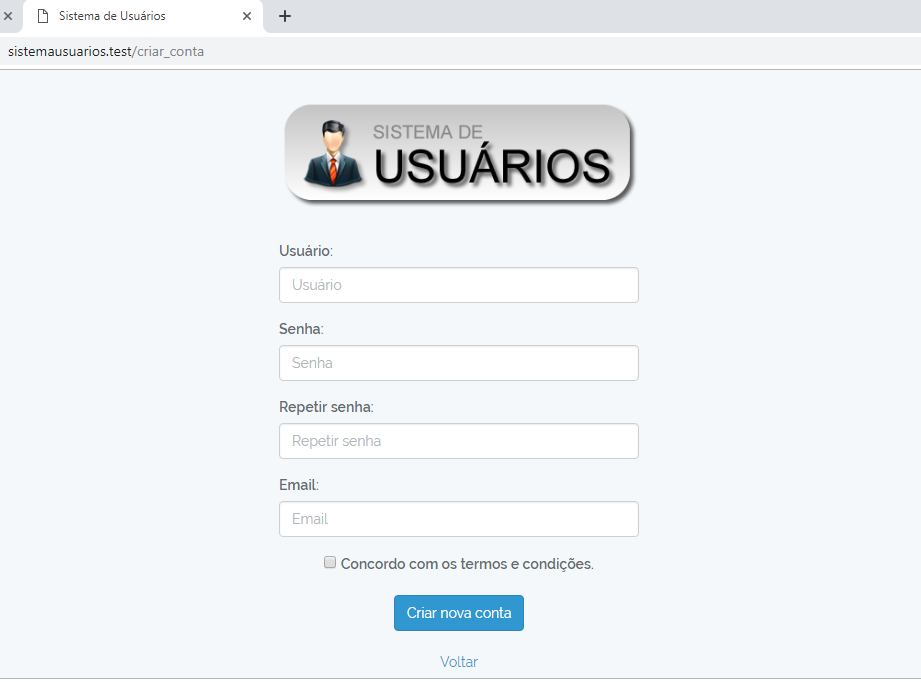 Sistema de Usuários
sistemausuarios.test/criar_conta
SISTEMA DE
USUÁRIOS
Usuário:
Usuário
Senha:
Senha
Repetir senha:
Repetir senha
Email:
Email
Concordo com os termos e condições.
Criar nova conta
Voltar